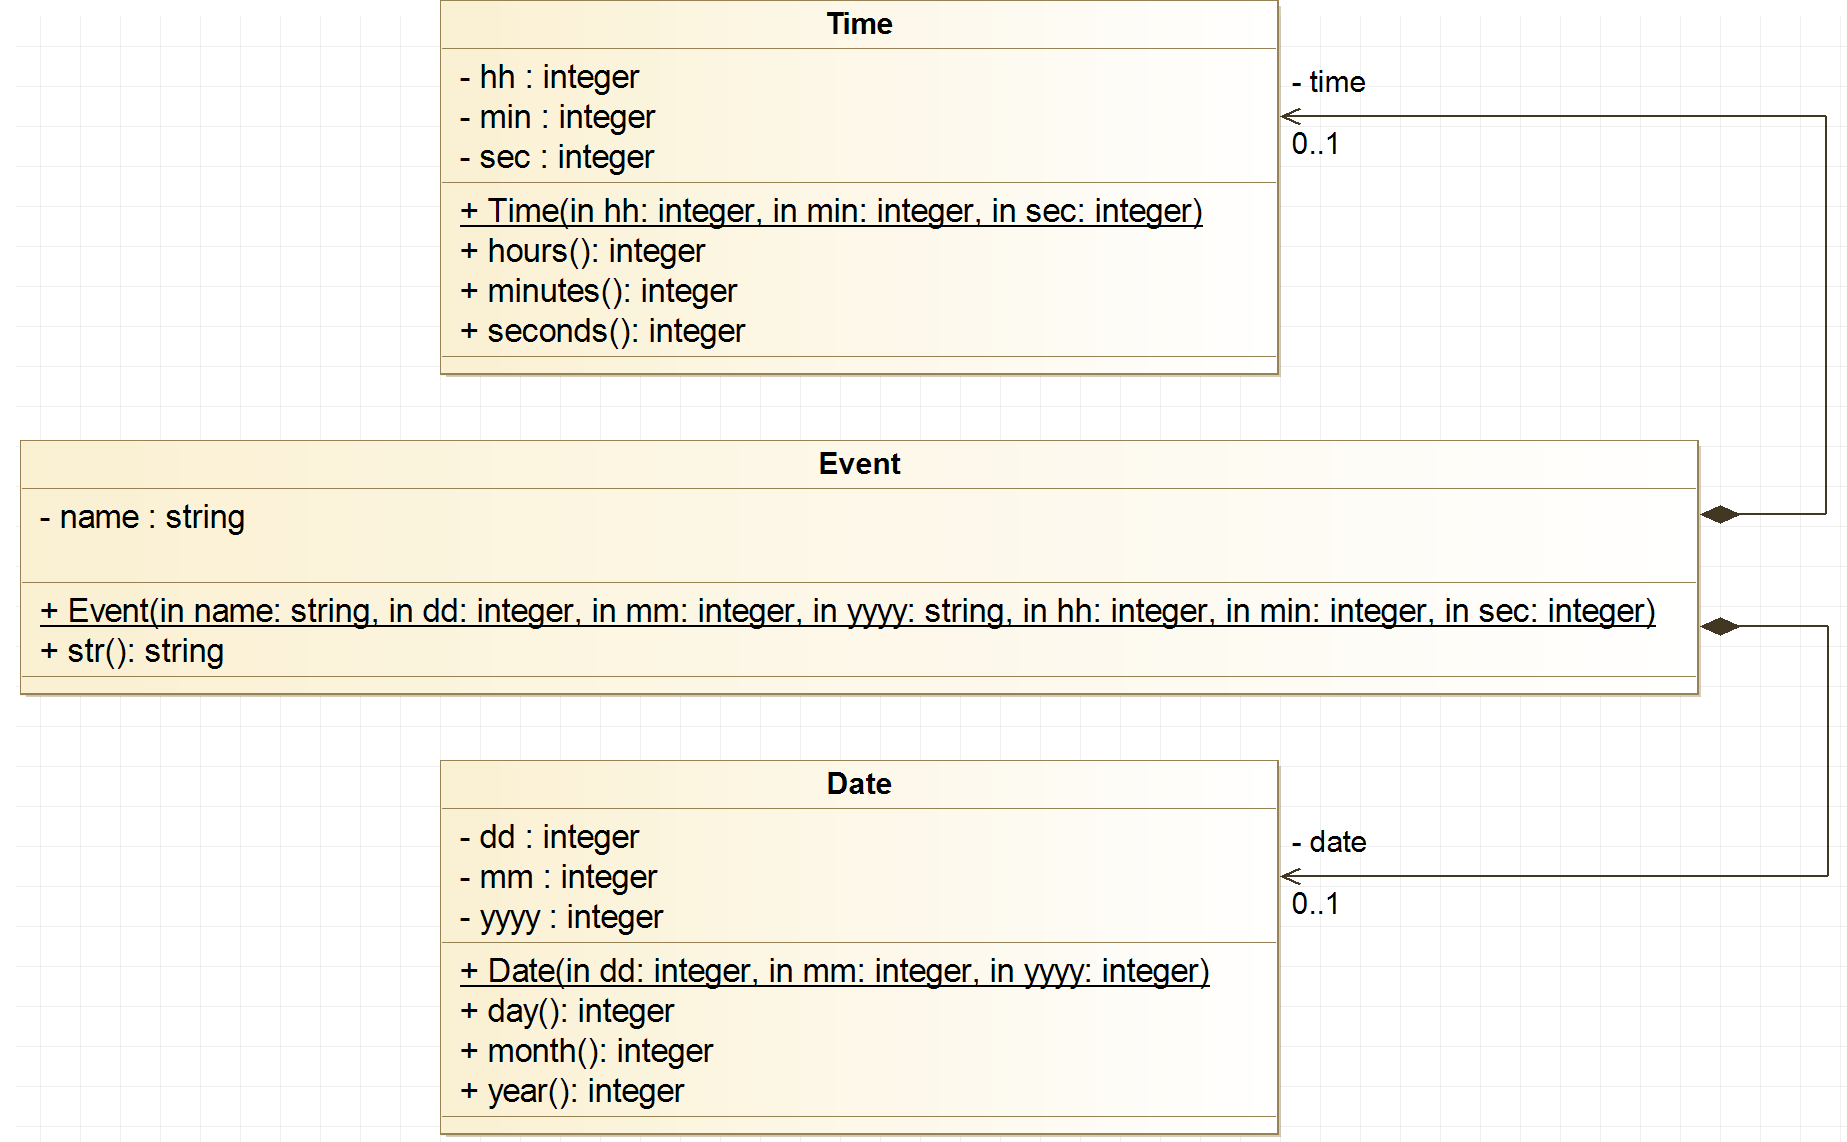 Time
- hh : integer
- min : integer
- sec : integer
+ Time(in hh: integer, in min: integer, in sec: integer)
+ hours(): integer
+ minutes(): integer
+ seconds(): integer
- time
0..1
Event
- name : string
+ Event(in name: string, in dd: integer, in mm: integer, in yyyy: string, in hh: integer, in min: integer, in sec: integer)
+ str(): string
Date
- dd : integer
- mm : integer
- yyyy : integer
+ Date(in dd: integer, in mm: integer, in yyyy: integer)
+ day(): integer
+ month(): integer
+ year(): integer
- date
0..1